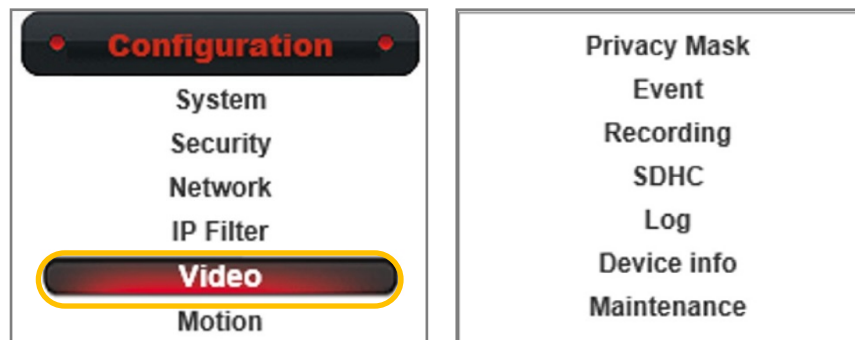 Configuration
System
Security
Network
IP Filter
Video
Motion
Privacy Mask
Event
Recording
SDHC
Log
Device info
Maintenance